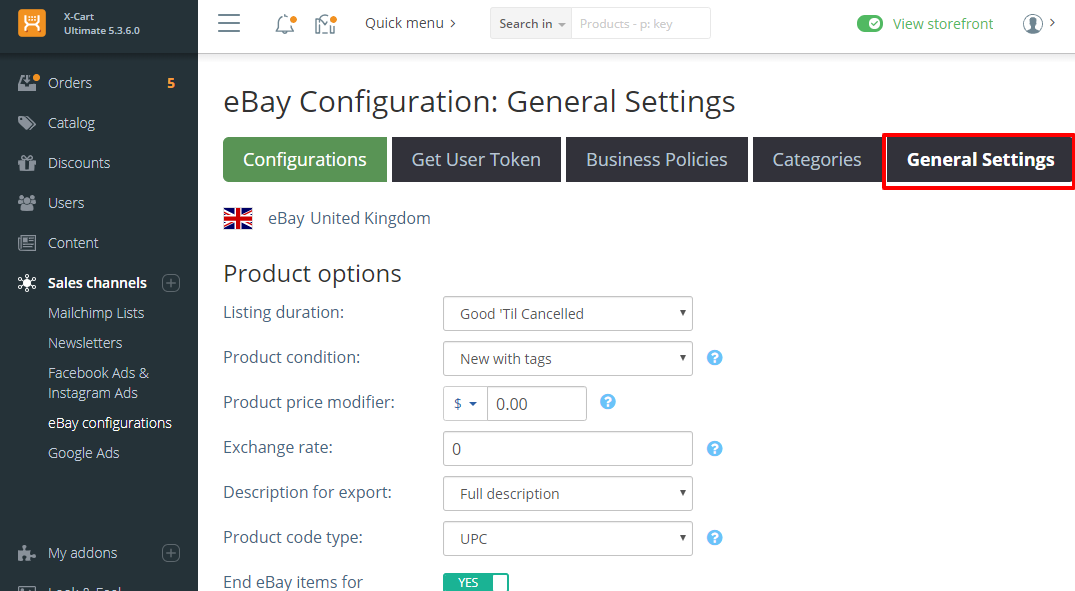 X-Cart
Ultimate 5.3.6.0
Quick menu
Search in
Products - p: key
View storefront
Orders
5
Catalog
Discounts
Users
Content
Sales channels
Mailchimp Lists
Newsletters
Facebook Ads &
Instagram Ads
eBay configurations
Google Ads
My addons
Look & Feel
eBay Configuration: General Settings
Configurations
Get User Token
Business Policies
Categories
General Settings
eBay United Kingdom
Product options
Listing duration:
Good 'Til Cancelled
Product condition:
New with tags
?
Product price modifier:
$
0.00
?
Exchange rate:
0
?
Description for export:
Full description
Product code type:
UPC
?
End eBay items for
YES